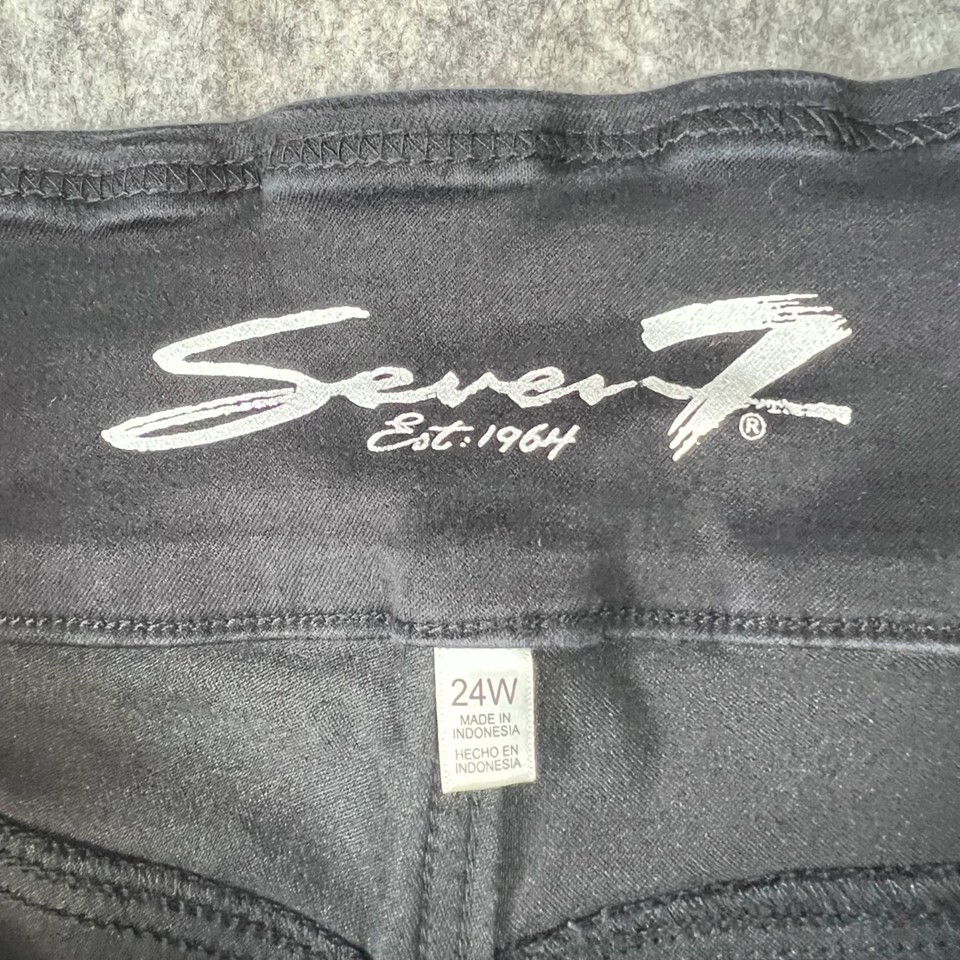 Seven7
Est: 1964
®
24W
MADE IN
INDONESIA
HECHO EN
INDONESIA